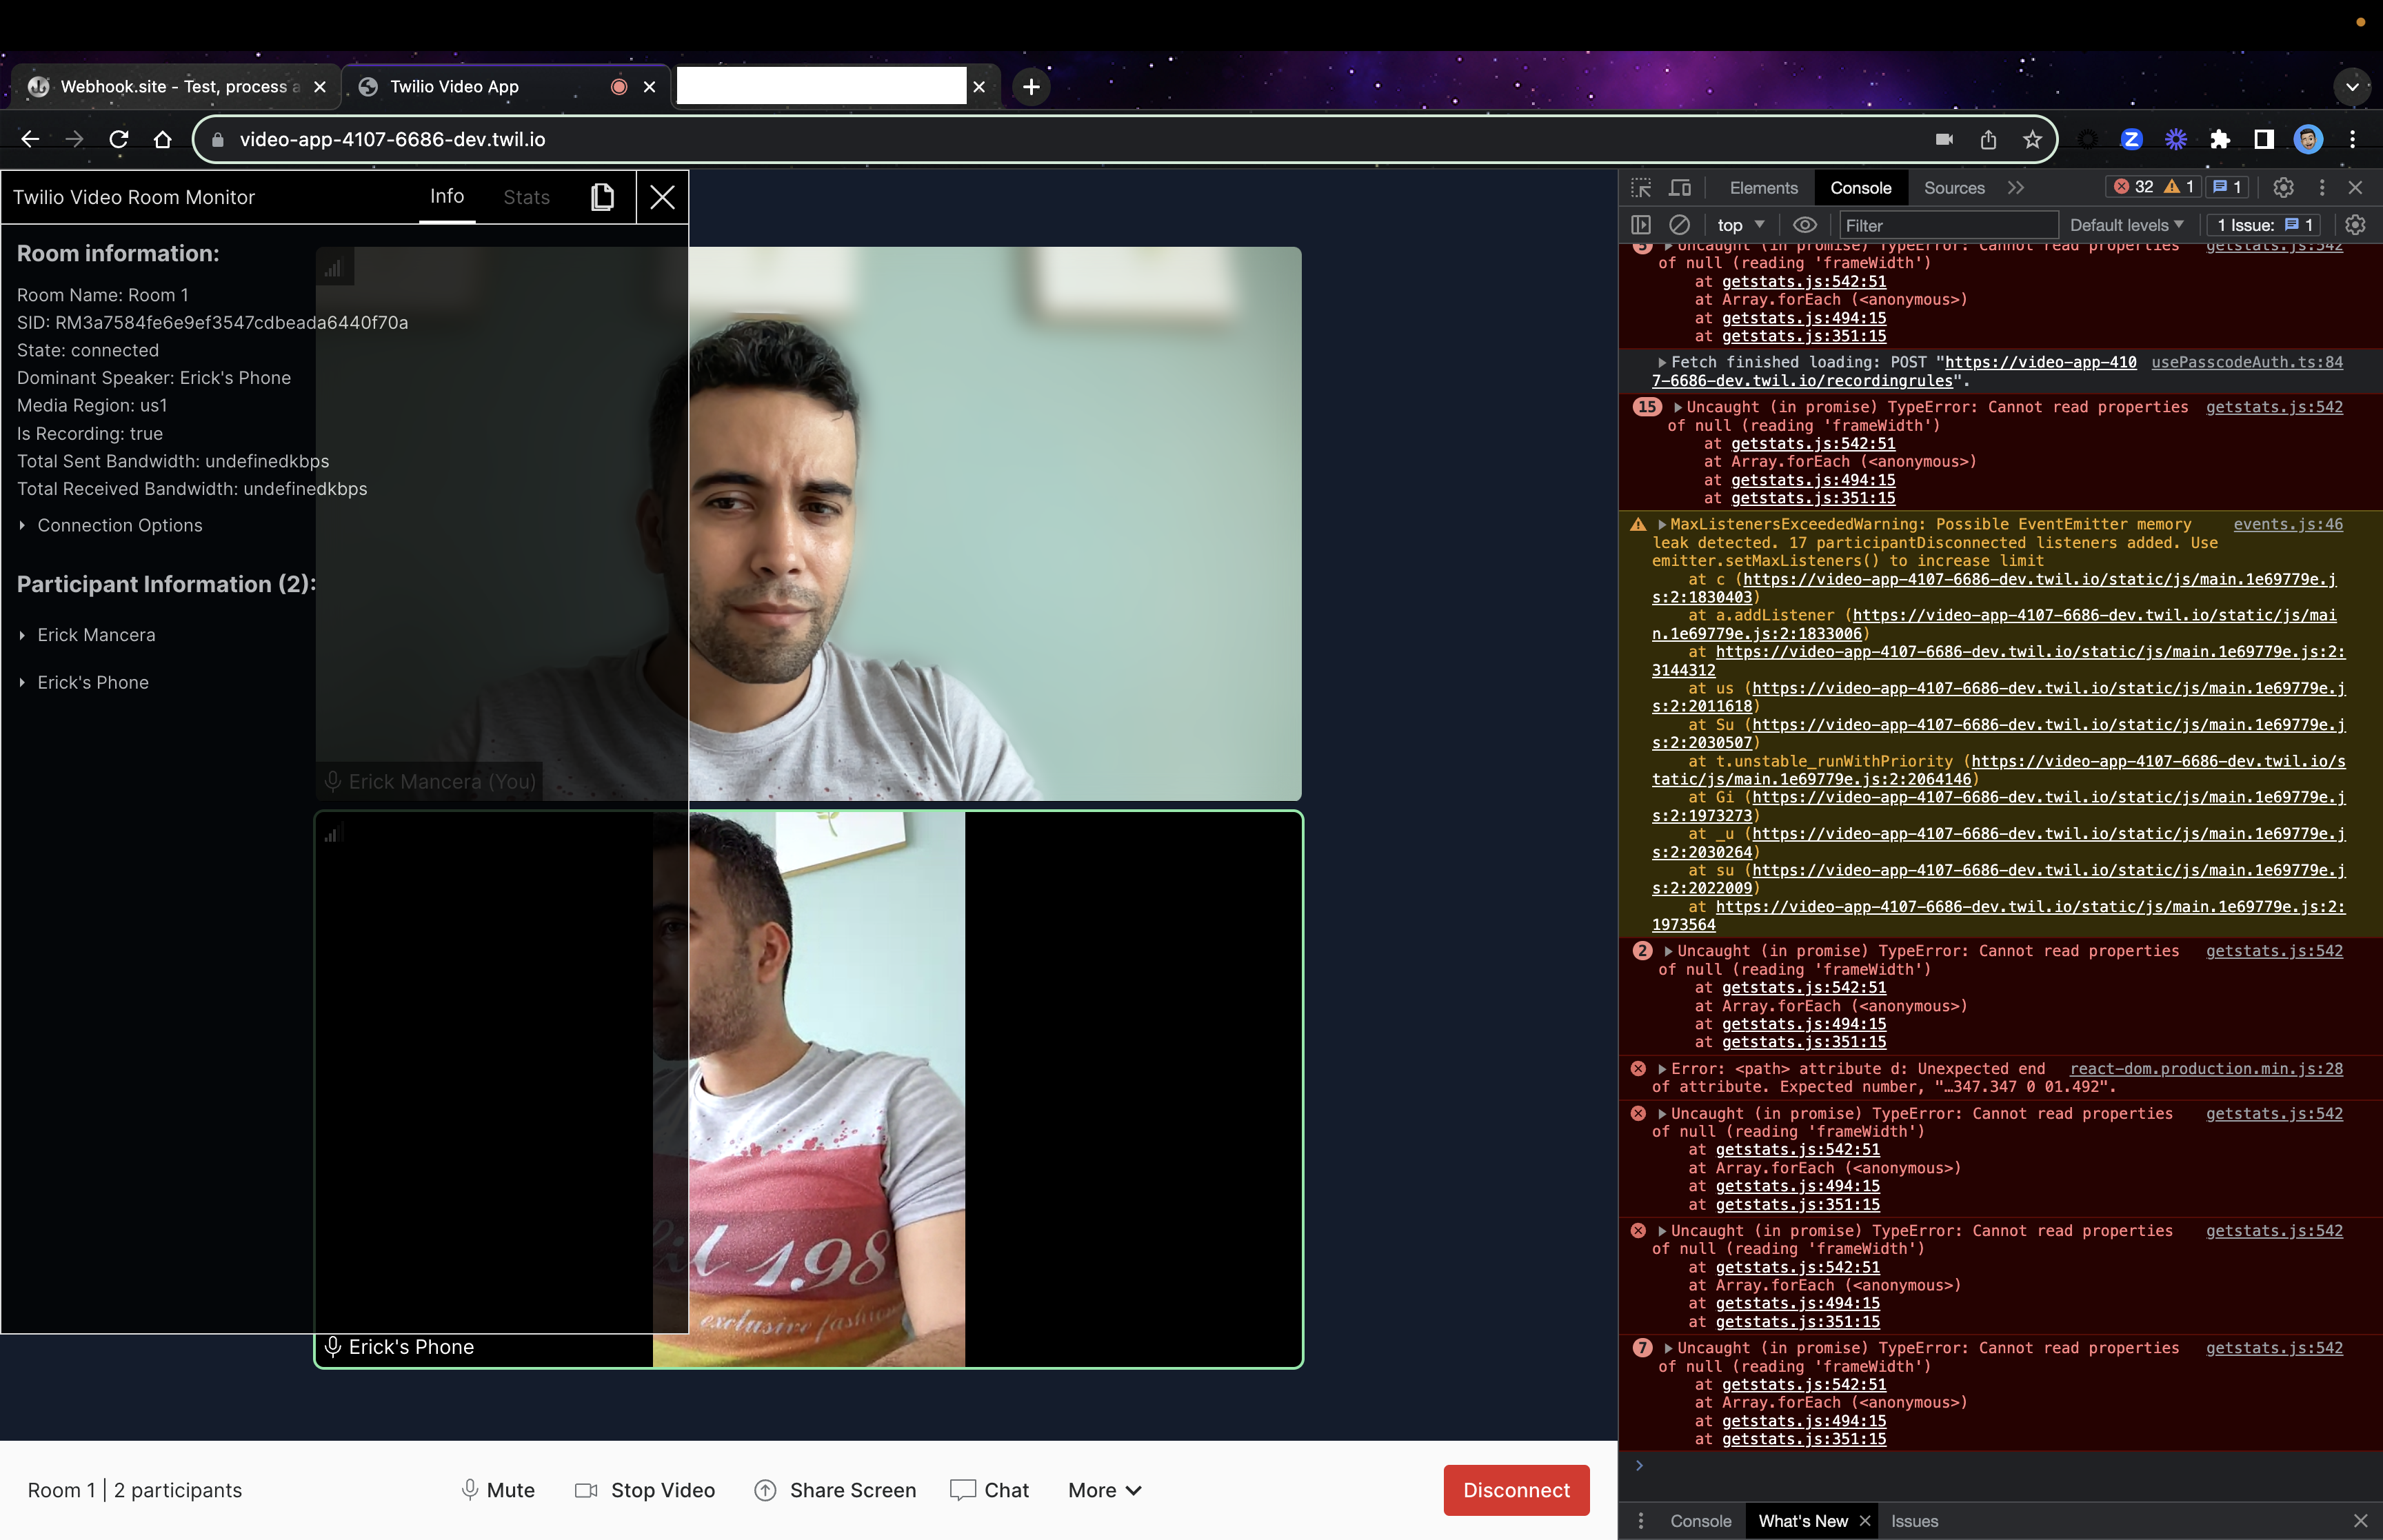 Webhook.site - Test, process a
Twilio Video App
video-app-4107-6686-dev.twil.io
Twilio Video Room Monitor
Info
Stats
Room information:
Room Name: Room 1
SID: RM3a7584fe6e9ef3547cdbeada6440f70a
State: connected
Dominant Speaker: Erick's Phone
Media Region: us1
Is Recording: true
Total Sent Bandwidth: undefinedkbps
Total Received Bandwidth: undefinedkbps
Connection Options
Participant Information (2):
Erick Mancera
Erick's Phone
Erick Mancera (You)
1.98
exclusive fashion
Erick's Phone
Room 1 | 2 participants
Mute
Stop Video
Share Screen
Chat
More
Disconnect
Elements
Console
Sources
32
1
1
top
Filter
Default levels
1 Issue: 1
5 Uncaught (in promise) TypeError: Cannot read properties getstats.js:542
of null (reading 'frameWidth')
at getstats.js:542:51
at Array.forEach (<anonymous>)
at getstats.js:494:15
at getstats.js:351:15
Fetch finished loading: POST "https://video-app-410 usePasscodeAuth.ts:84
7-6686-dev.twil.io/recordingrules".
15 Uncaught (in promise) TypeError: Cannot read properties getstats.js:542
of null (reading 'frameWidth')
at getstats.js:542:51
at Array.forEach (<anonymous>)
at getstats.js:494:15
at getstats.js:351:15
MaxListenersExceededWarning: Possible EventEmitter memory events.js:46
leak detected. 17 participantDisconnected listeners added. Use
emitter.setMaxListeners() to increase limit
at c (https://video-app-4107-6686-dev.twil.io/static/js/main.1e69779e.j
s:2:1830403)
at a.addListener (https://video-app-4107-6686-dev.twil.io/static/js/mai
n.1e69779e.js:2:1833006)
at https://video-app-4107-6686-dev.twil.io/static/js/main.1e69779e.js:2:
3144312
at us (https://video-app-4107-6686-dev.twil.io/static/js/main.1e69779e.j
s:2:2011618)
at Su (https://video-app-4107-6686-dev.twil.io/static/js/main.1e69779e.j
s:2:2030507)
at t.unstable_runWithPriority (https://video-app-4107-6686-dev.twil.io/s
tatic/js/main.1e69779e.js:2:2064146)
at Gi (https://video-app-4107-6686-dev.twil.io/static/js/main.1e69779e.j
s:2:1973273)
at _u (https://video-app-4107-6686-dev.twil.io/static/js/main.1e69779e.j
s:2:2030264)
at su (https://video-app-4107-6686-dev.twil.io/static/js/main.1e69779e.j
s:2:2022009)
at https://video-app-4107-6686-dev.twil.io/static/js/main.1e69779e.js:2:
1973564
2 Uncaught (in promise) TypeError: Cannot read properties getstats.js:542
of null (reading 'frameWidth')
at getstats.js:542:51
at Array.forEach (<anonymous>)
at getstats.js:494:15
at getstats.js:351:15
Error: <path> attribute d: Unexpected end react-dom.production.min.js:28
of attribute. Expected number, "…347.347 0 01.492".
Uncaught (in promise) TypeError: Cannot read properties getstats.js:542
of null (reading 'frameWidth')
at getstats.js:542:51
at Array.forEach (<anonymous>)
at getstats.js:494:15
at getstats.js:351:15
Uncaught (in promise) TypeError: Cannot read properties getstats.js:542
of null (reading 'frameWidth')
at getstats.js:542:51
at Array.forEach (<anonymous>)
at getstats.js:494:15
at getstats.js:351:15
7 Uncaught (in promise) TypeError: Cannot read properties getstats.js:542
of null (reading 'frameWidth')
at getstats.js:542:51
at Array.forEach (<anonymous>)
at getstats.js:494:15
at getstats.js:351:15
Console
What's New
Issues